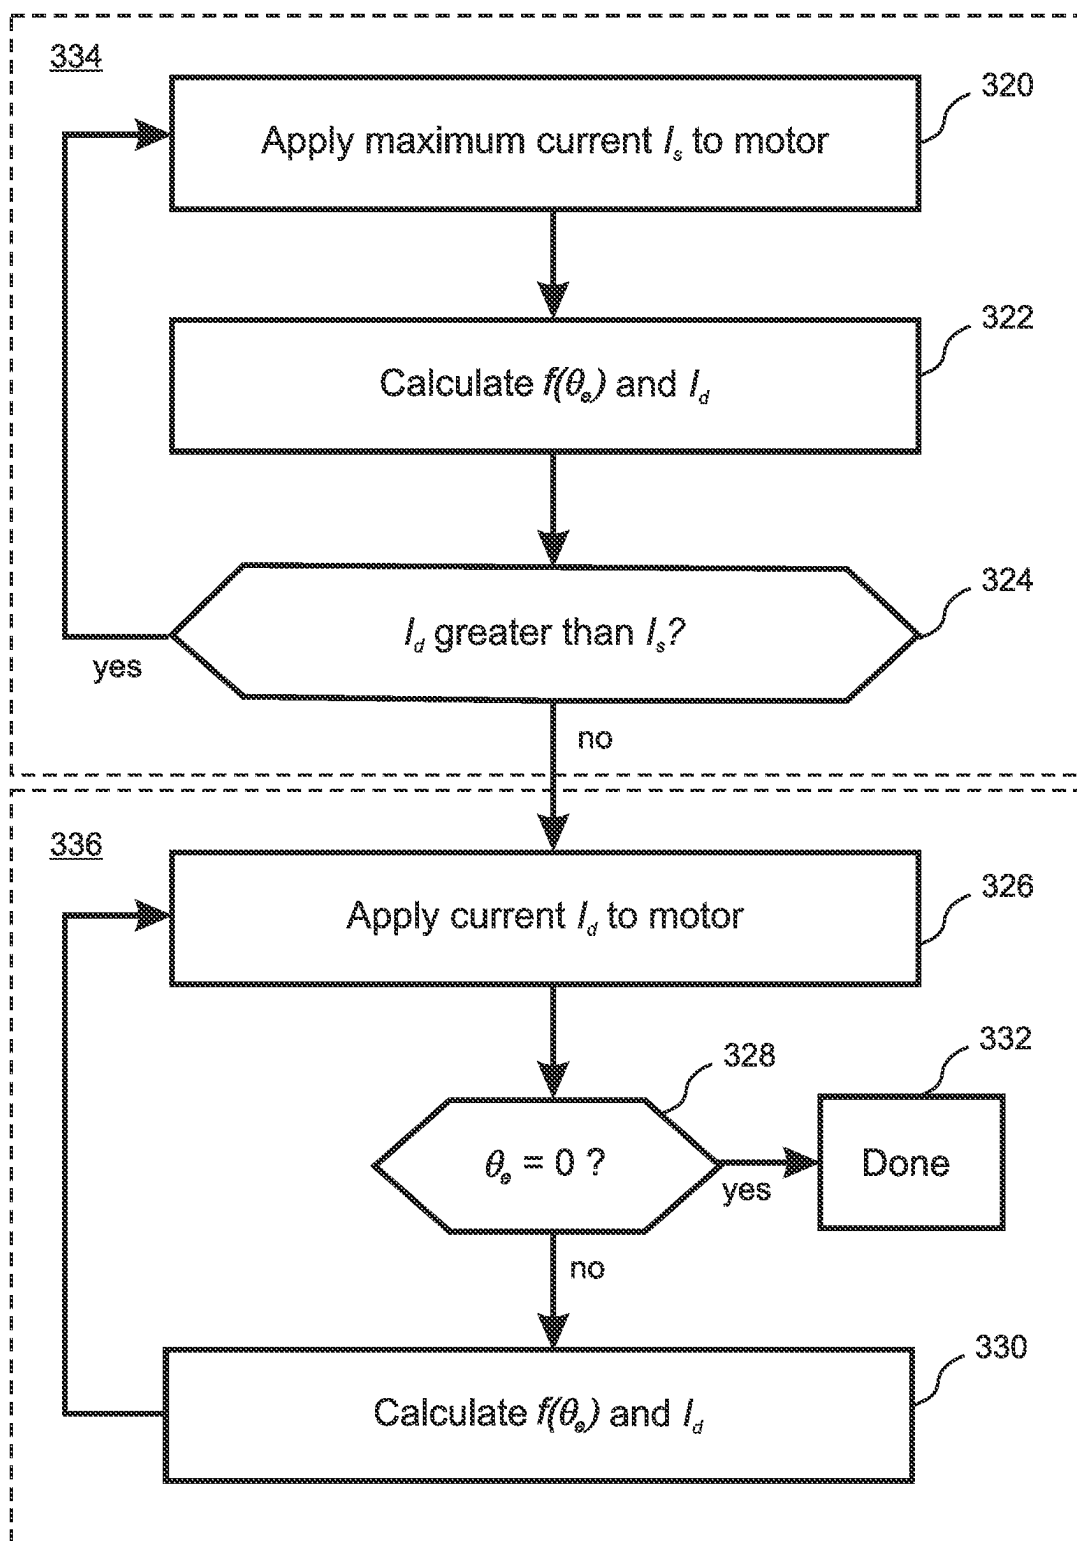 334
320
Apply maximum current Is to motor
322
Calculate f(θe) and Id
324
Id greater than Is?
yes
no
336
326
Apply current Id to motor
328
332
θe = 0 ?
yes
Done
no
330
Calculate f(θe) and Id